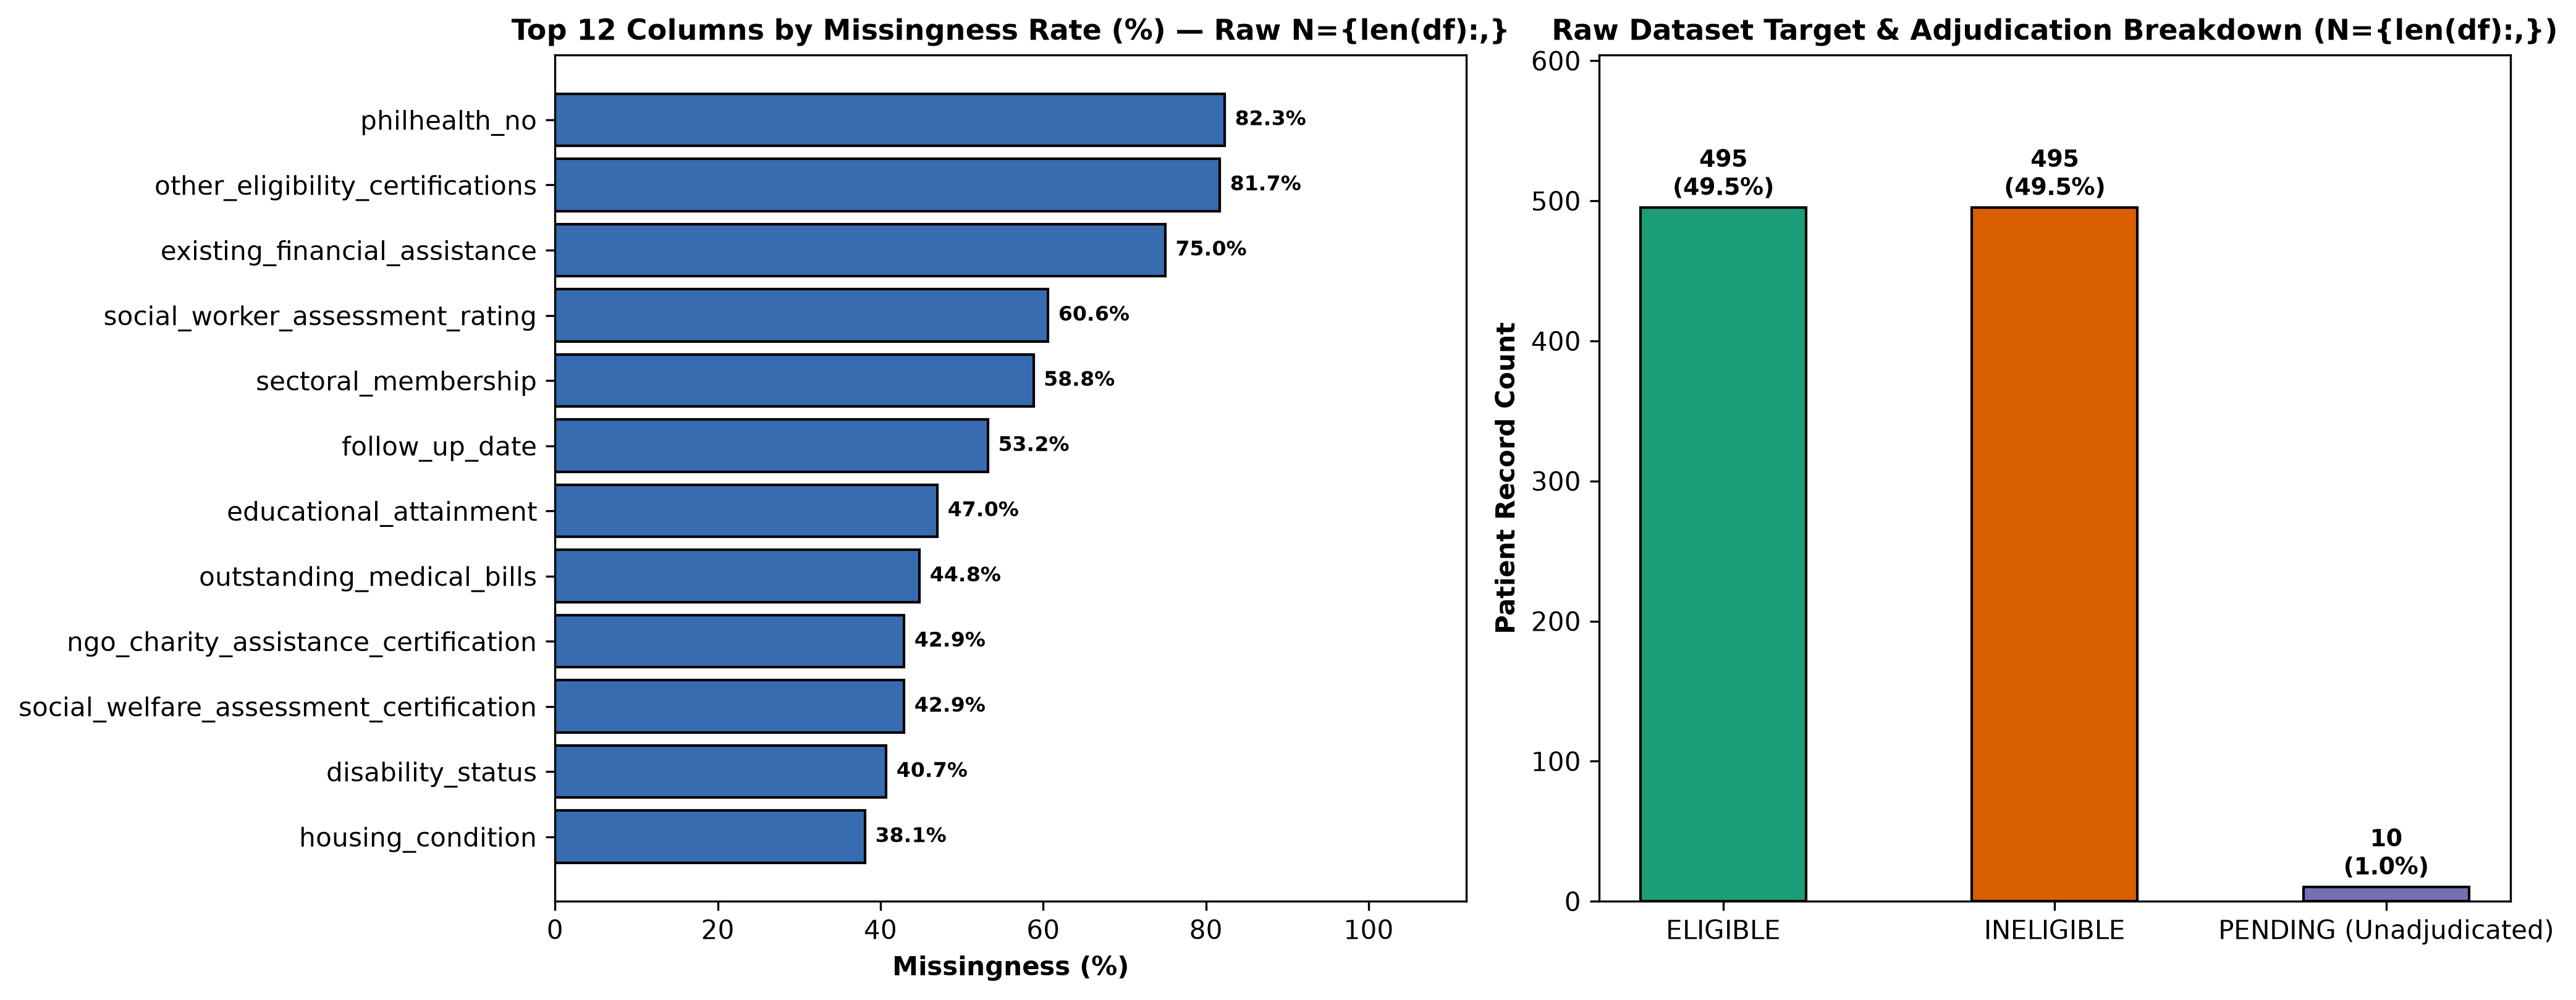 Top 12 Columns by Missingness Rate (%) — Raw N={len(df):,}
philhealth_no
82.3%
other_eligibility_certifications
81.7%
existing_financial_assistance
75.0%
social_worker_assessment_rating
60.6%
sectoral_membership
58.8%
follow_up_date
53.2%
educational_attainment
47.0%
outstanding_medical_bills
44.8%
ngo_charity_assistance_certification
42.9%
social_welfare_assessment_certification
42.9%
disability_status
40.7%
housing_condition
38.1%
0 20 40 60 80 100
Missingness (%)
Raw Dataset Target & Adjudication Breakdown (N={len(df):,})
Patient Record Count
600
500
400
300
200
100
0
495
(49.5%)
495
(49.5%)
10
(1.0%)
ELIGIBLE INELIGIBLE PENDING (Unadjudicated)